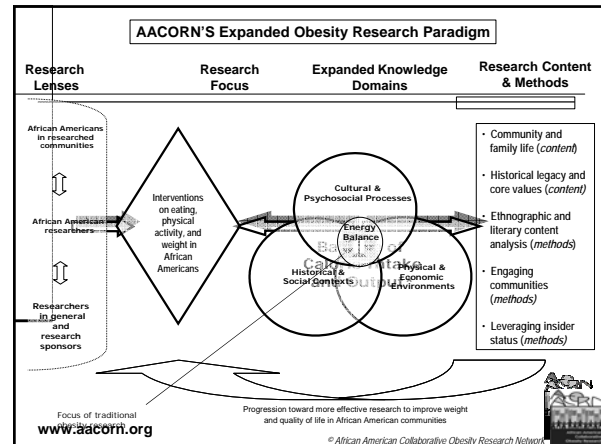 AACORN'S Expanded Obesity Research Paradigm
Research
Lenses
Research
Focus
Expanded Knowledge
Domains
Research Content
& Methods
African Americans
in researched
communities
African American
researchers
Researchers
in general
and
research
sponsors
Interventions
on eating,
physical
activity, and
weight in
African
Americans
Cultural &
Psychosocial Processes
Energy
Balance
Historical &
Social Contexts
Physical &
Economic
Environments
• Community and
family life (content)
• Historical legacy and
core values (content)
• Ethnographic and
literary content
analysis (methods)
• Engaging
communities
(methods)
• Leveraging insider
status (methods)
Focus of traditional
obesity research
Progression toward more effective research to improve weight
and quality of life in African American communities
www.aacorn.org
© African American Collaborative Obesity Research Network